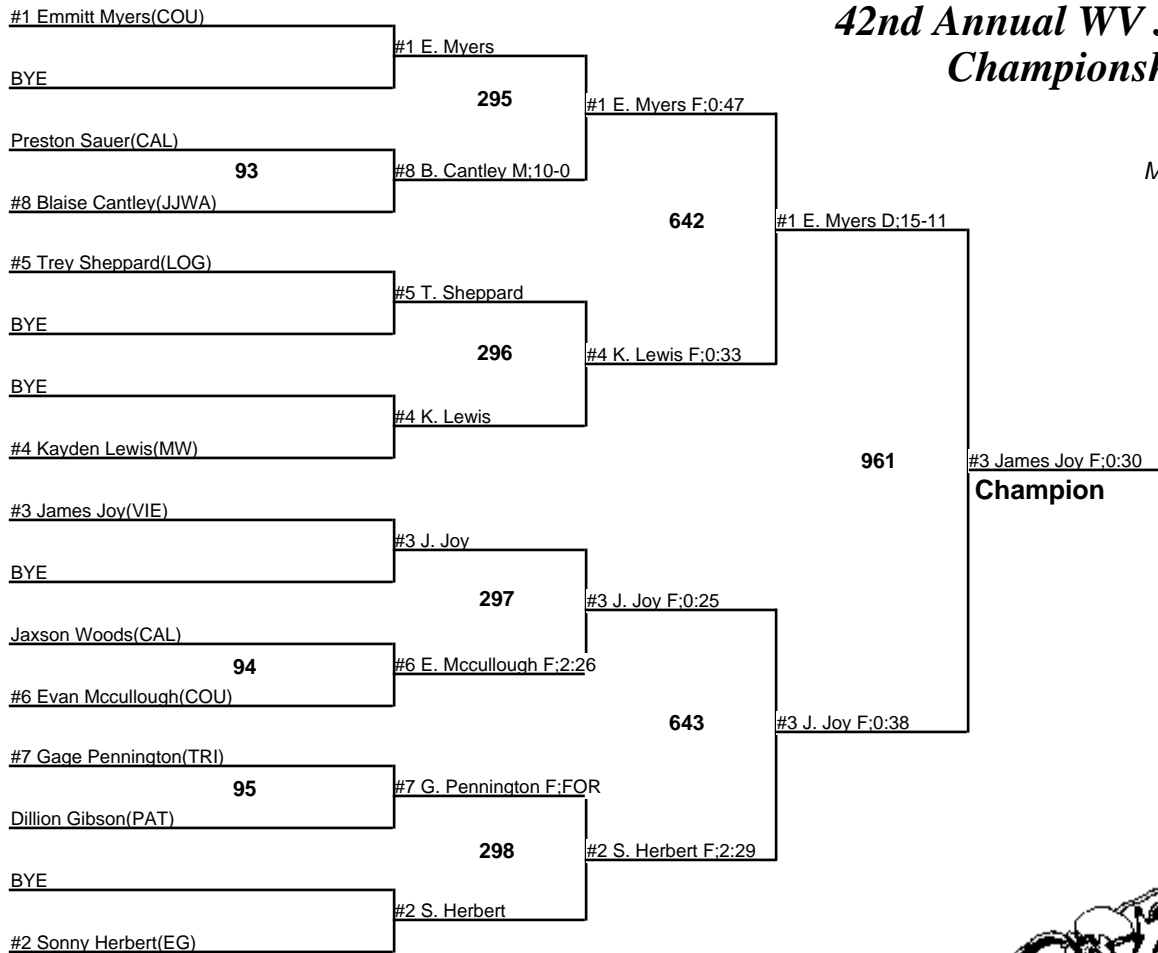 #1 Emmitt Myers(COU)
42nd Annual WV
#1 E. Myers
Championsh
BYE
295
#1 E. Myers F;0:47
Preston Sauer(CAL)
93
#8 B. Cantley M;10-0
M
#8 Blaise Cantley(JJWA)
642
#1 E. Myers D;15-11
#5 Trey Sheppard(LOG)
#5 T. Sheppard
BYE
296
#4 K. Lewis F;0:33
BYE
#4 K. Lewis
#4 Kayden Lewis(MW)
961
#3 James Joy F;0:30
Champion
#3 James Joy(VIE)
#3 J. Joy
BYE
297
#3 J. Joy F;0:25
Jaxson Woods(CAL)
94
#6 E. Mccullough F;2:26
#6 Evan Mccullough(COU)
643
#3 J. Joy F;0:38
#7 Gage Pennington(TRI)
95
#7 G. Pennington F;FOR
Dillion Gibson(PAT)
298
#2 S. Herbert F;2:29
BYE
#2 S. Herbert
#2 Sonny Herbert(EG)